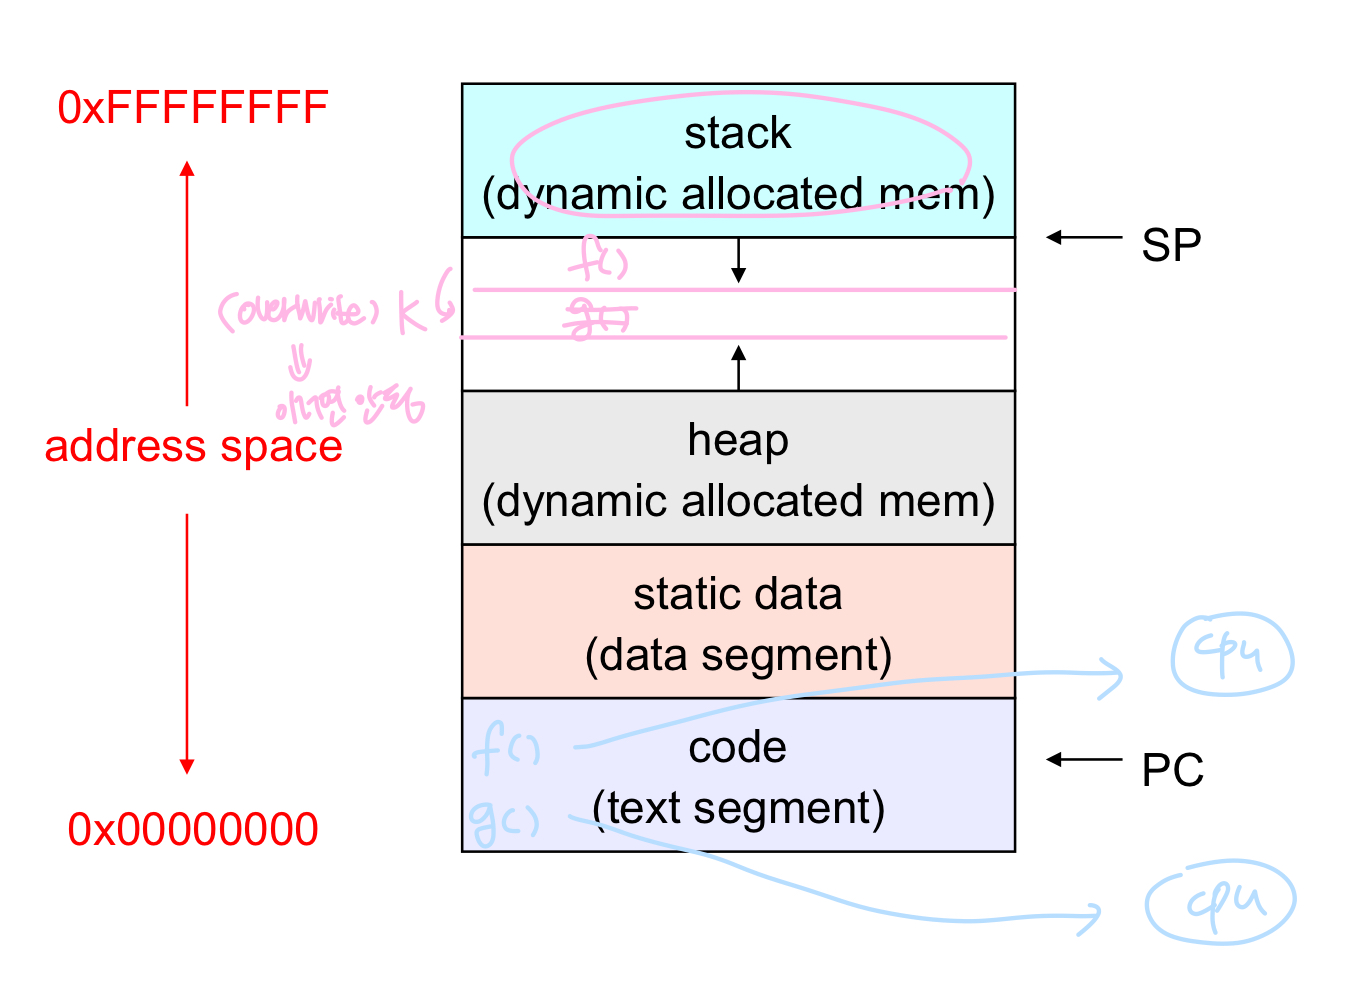 0xFFFFFFFF
stack
(dynamic allocated mem)
SP
f()
(overwrite) K
g()
이러면 안됨
address space
heap
(dynamic allocated mem)
static data
(data segment)
cpu
f()
code
PC
g()
(text segment)
0x00000000
cpu